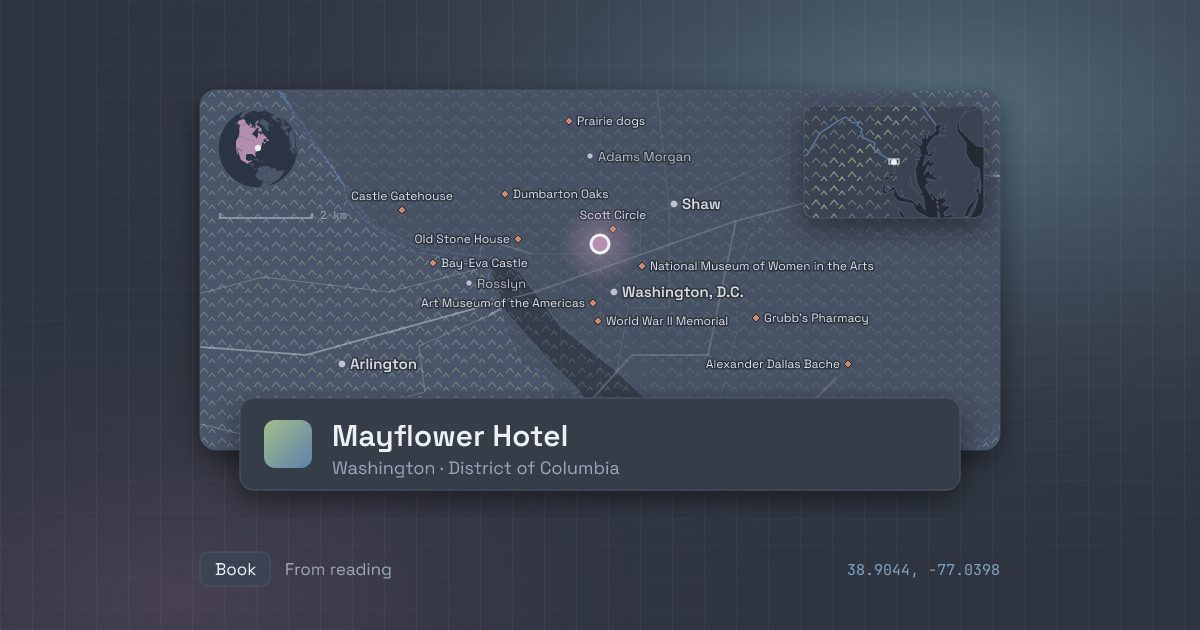 Prairie dogs
Adams Morgan
Castle Gatehouse
Dumbarton Oaks
Shaw
2 km
Scott Circle
Old Stone House
Bay-Eva Castle
National Museum of Women in the Arts
Rosslyn
Washington, D.C.
Art Museum of the Americas
World War II Memorial
Grubb's Pharmacy
Arlington
Alexander Dallas Bache
Mayflower Hotel
Washington · District of Columbia
Book
From reading
38.9044, -77.0398